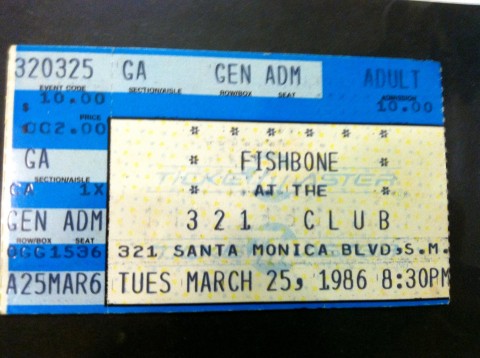 320325 GA GEN ADM ADULT
EVENT CODE SECTION/AISLE ROW/BOX SEAT ADMISSION
$ 10.00 10.00
PRICE
$ 002.00
GA
SECTION/AISLE
CA 1X
GEN ADM
ROW/BOX SEAT
A25MAR6
* * * * * *
* FISHBONE *
TICKETMASTER
* AT THE *
321 CLUB
321 SANTA MONICA BLVD,S.M.
TUES MARCH 25, 1986 8:30PM